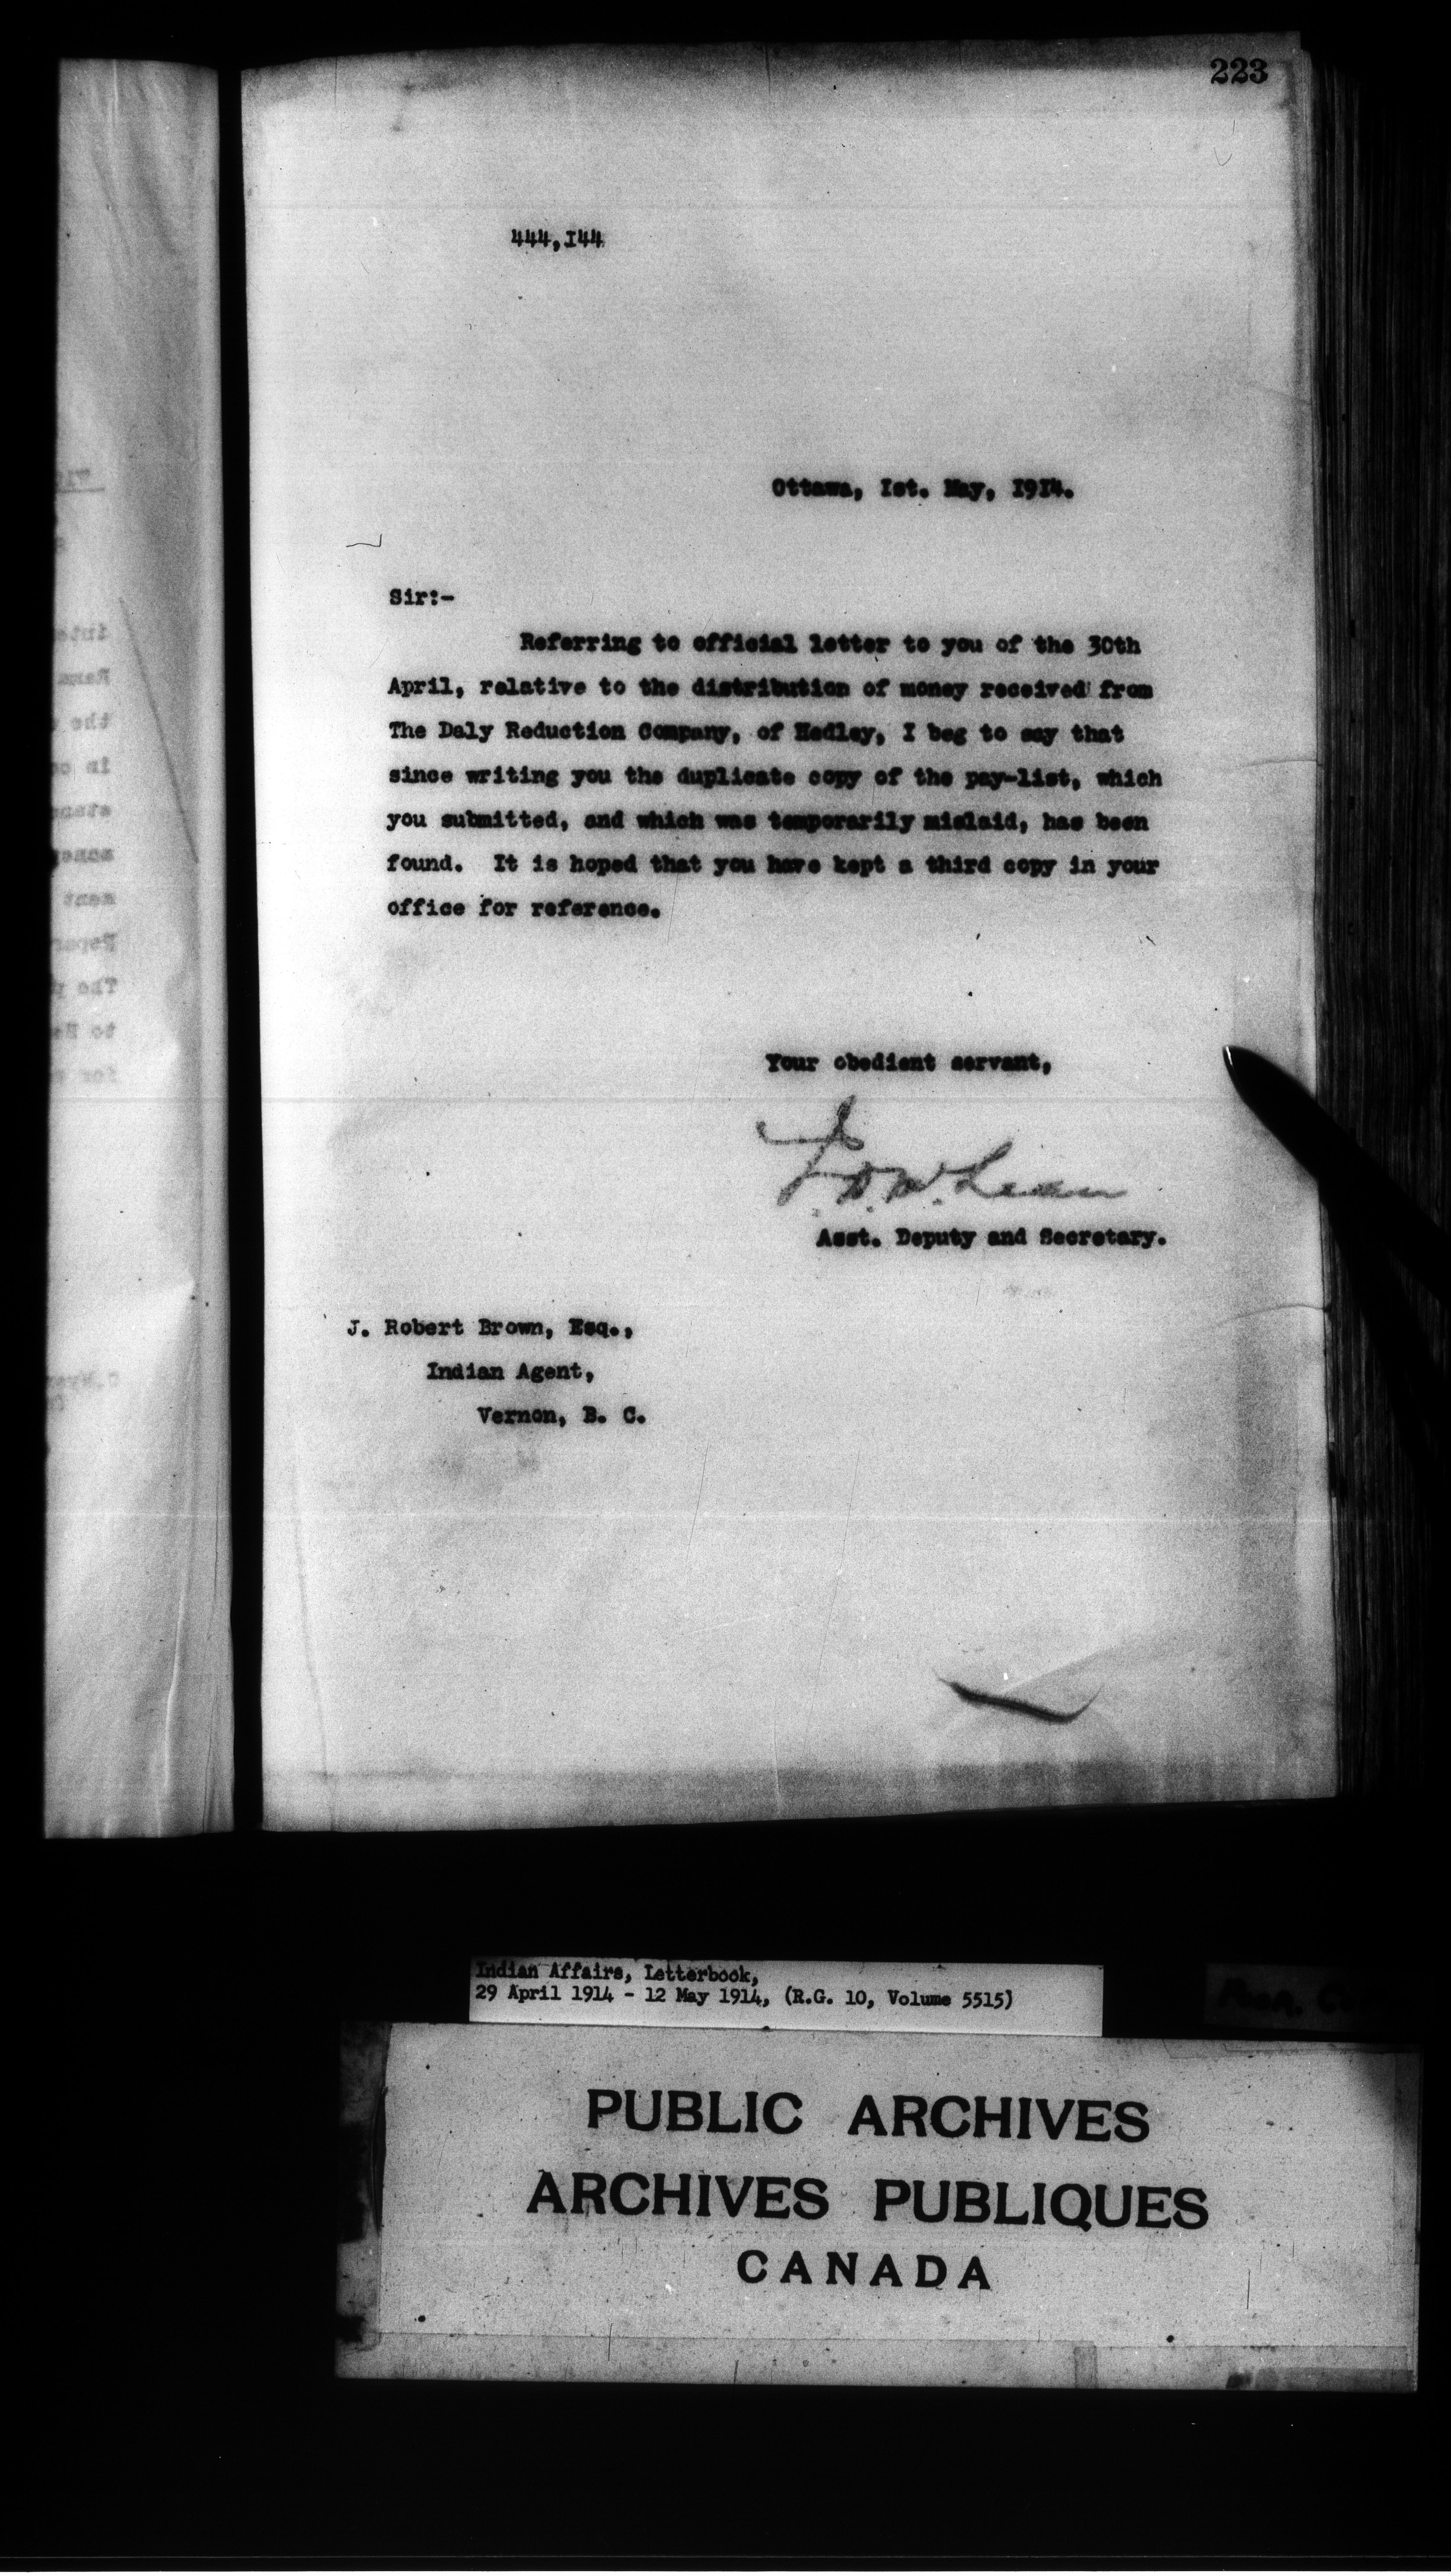 223
444,I44
Ottawa, Ist. May, I9I4.
Sir:-
Referring to official letter to you of the 30th
April, relative to the distribution of money received from
The Daly Reduction Company, of Hedley, I beg to say that
since writing you the duplicate copy of the pay-list, which
you submitted, and which was temporarily mislaid, has been
found. It is hoped that you have kept a third copy in your
office for reference.
Your obedient servant,
J. D. McLean
Asst. Deputy and Secretary.
J. Robert Brown, Esq.,
Indian Agent,
Vernon, B. C.
Indian Affairs, Letterbook,
29 April 1914 - 12 May 1914, (R.G. 10, Volume 5515)
PUBLIC ARCHIVES
ARCHIVES PUBLIQUES
CANADA